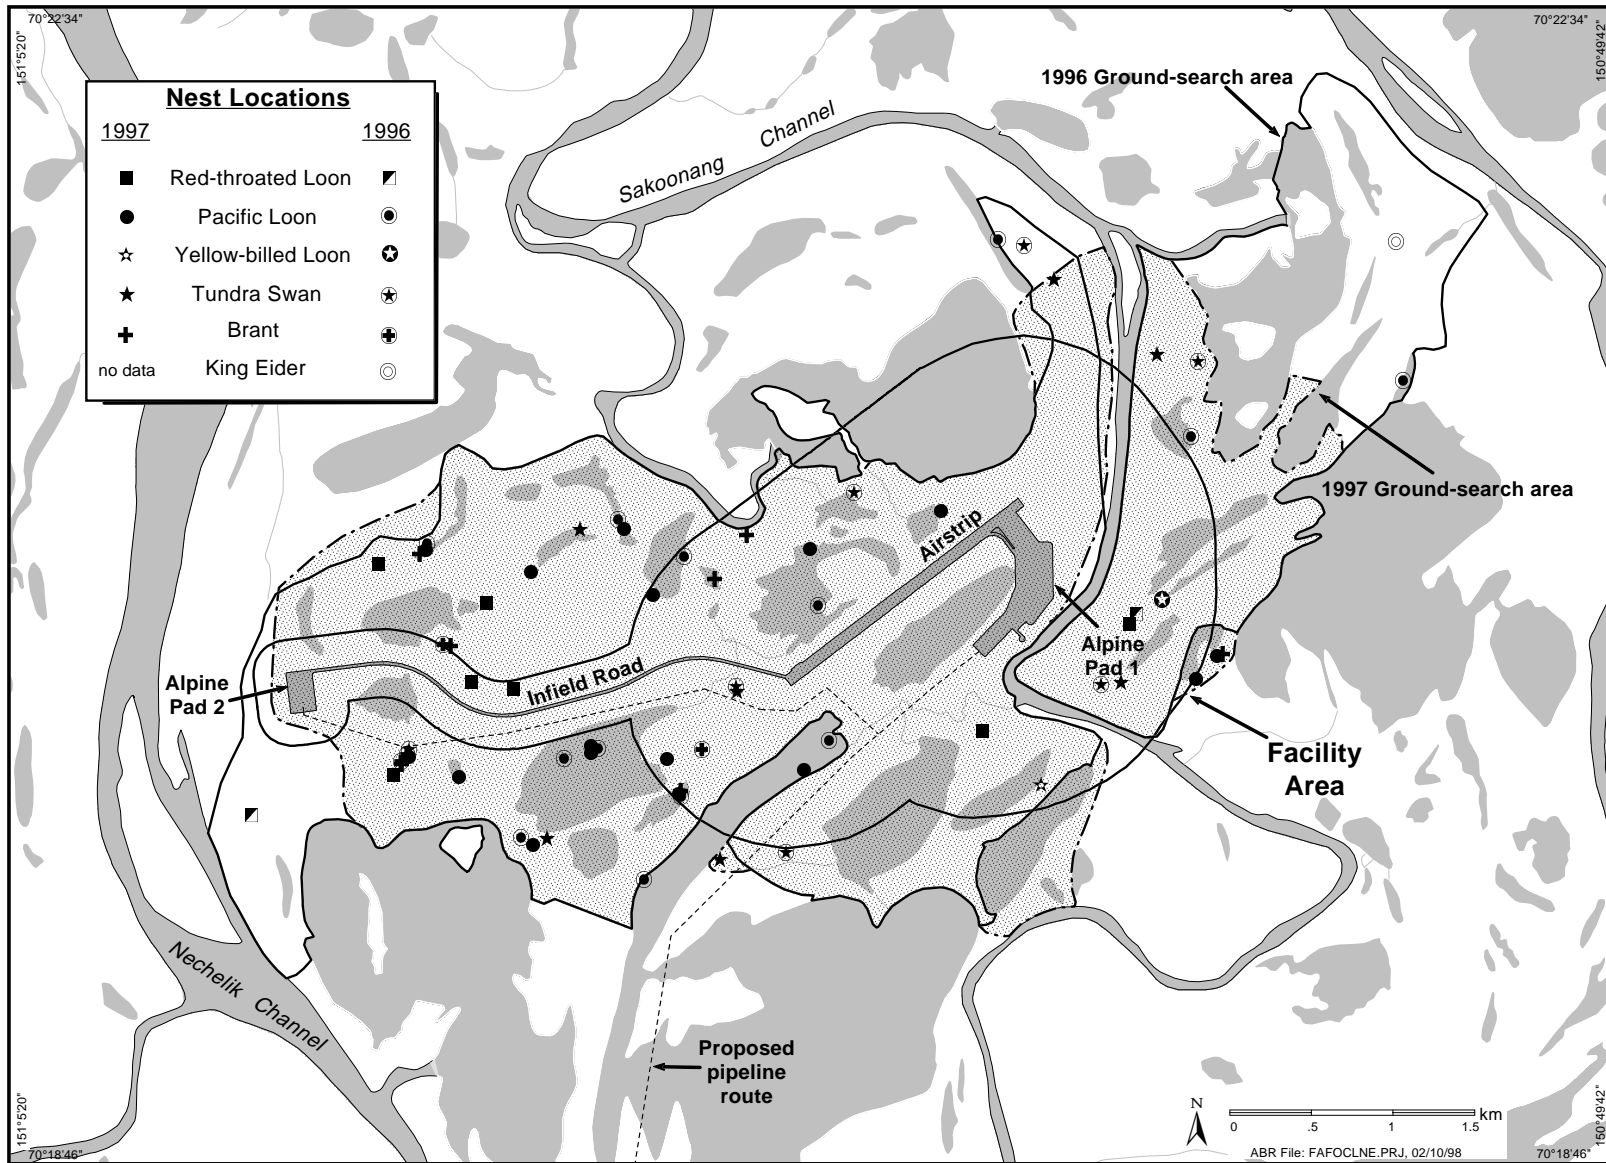 70°22'34"
70°22'34"
151°5'20"
150°49'42"
Nest Locations
1997
1996
Red-throated Loon
Pacific Loon
Yellow-billed Loon
Tundra Swan
Brant
no data
King Eider
1996 Ground-search area
Sakoonang Channel
1997 Ground-search area
Airstrip
Alpine
Pad 1
Infield Road
Alpine
Pad 2
Facility
Area
Nechelik Channel
Proposed
pipeline
route
N
km
0
.5
1
1.5
ABR File: FAFOCLNE.PRJ, 02/10/98
151°5'20"
150°49'42"
70°18'46"
70°18'46"